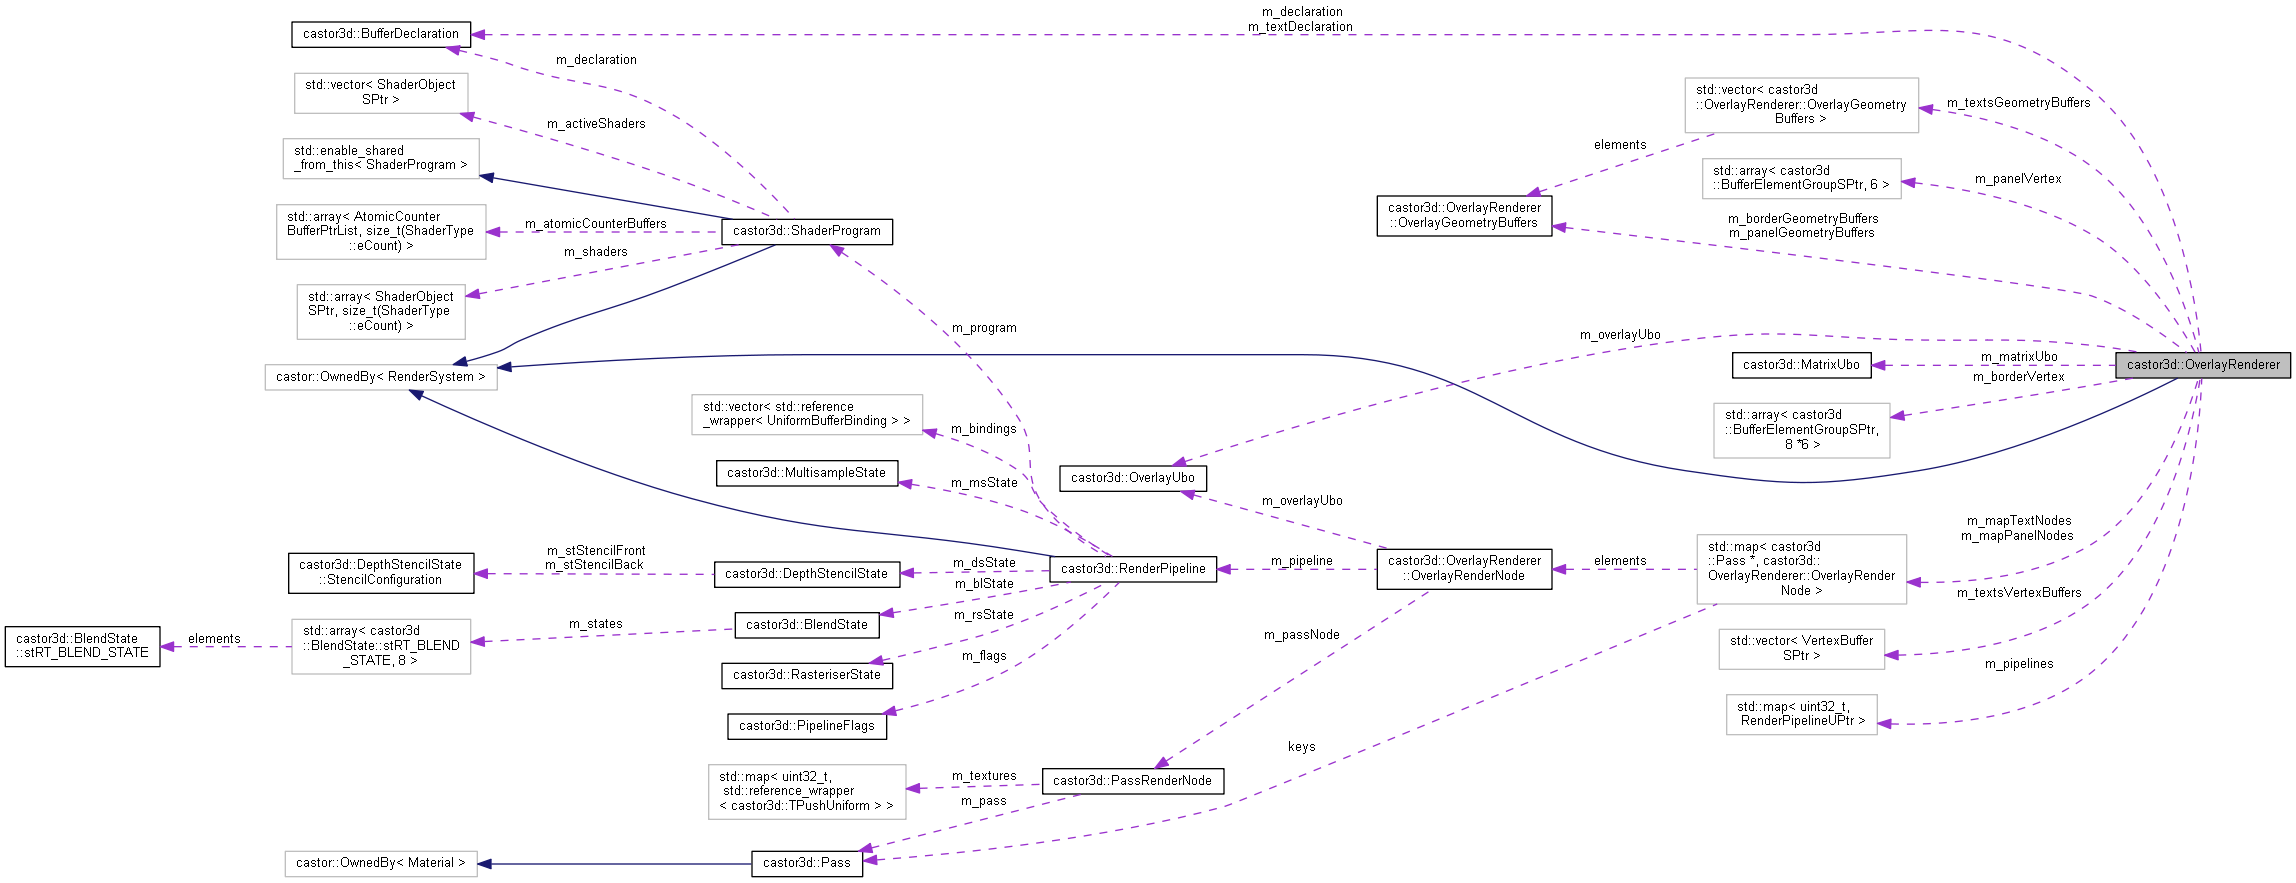 m_declaration
m_textDeclaration
castor3d::BufferDeclaration
m_declaration
std::vector< ShaderObject
SPtr >
m_activeShaders
std::enable_shared
_from_this< ShaderProgram >
std::array< AtomicCounter
BufferPtrList, size_t(ShaderType
::eCount) >
m_atomicCounterBuffers
m_shaders
castor3d::ShaderProgram
std::array< ShaderObject
SPtr, size_t(ShaderType
::eCount) >
castor::OwnedBy< RenderSystem >
m_program
std::vector< castor3d
::OverlayRenderer::OverlayGeometry
Buffers >
m_textsGeometryBuffers
elements
std::array< castor3d
::BufferElementGroupSPtr, 6 >
m_panelVertex
castor3d::OverlayRenderer
::OverlayGeometryBuffers
m_borderGeometryBuffers
m_panelGeometryBuffers
m_overlayUbo
castor3d::MatrixUbo
m_matrixUbo
castor3d::OverlayRenderer
m_borderVertex
std::array< castor3d
::BufferElementGroupSPtr,
8 *6 >
std::vector< std::reference
_wrapper< UniformBufferBinding > >
m_bindings
castor3d::MultisampleState
m_msState
castor3d::OverlayUbo
m_overlayUbo
castor3d::DepthStencilState
::StencilConfiguration
m_stStencilFront
m_stStencilBack
castor3d::DepthStencilState
m_dsState
castor3d::RenderPipeline
m_pipeline
castor3d::OverlayRenderer
::OverlayRenderNode
elements
std::map< castor3d
::Pass *, castor3d::
OverlayRenderer::OverlayRender
Node >
m_mapTextNodes
m_mapPanelNodes
m_textsVertexBuffers
m_blState
castor3d::BlendState
::stRT_BLEND_STATE
elements
std::array< castor3d
::BlendState::stRT_BLEND
_STATE, 8 >
m_states
castor3d::BlendState
m_rsState
castor3d::RasteriserState
m_flags
castor3d::PipelineFlags
m_passNode
std::vector< VertexBuffer
SPtr >
m_pipelines
std::map< uint32_t,
RenderPipelineUPtr >
keys
std::map< uint32_t,
std::reference_wrapper
< castor3d::TPushUniform > >
m_textures
castor3d::PassRenderNode
m_pass
castor::OwnedBy< Material >
castor3d::Pass